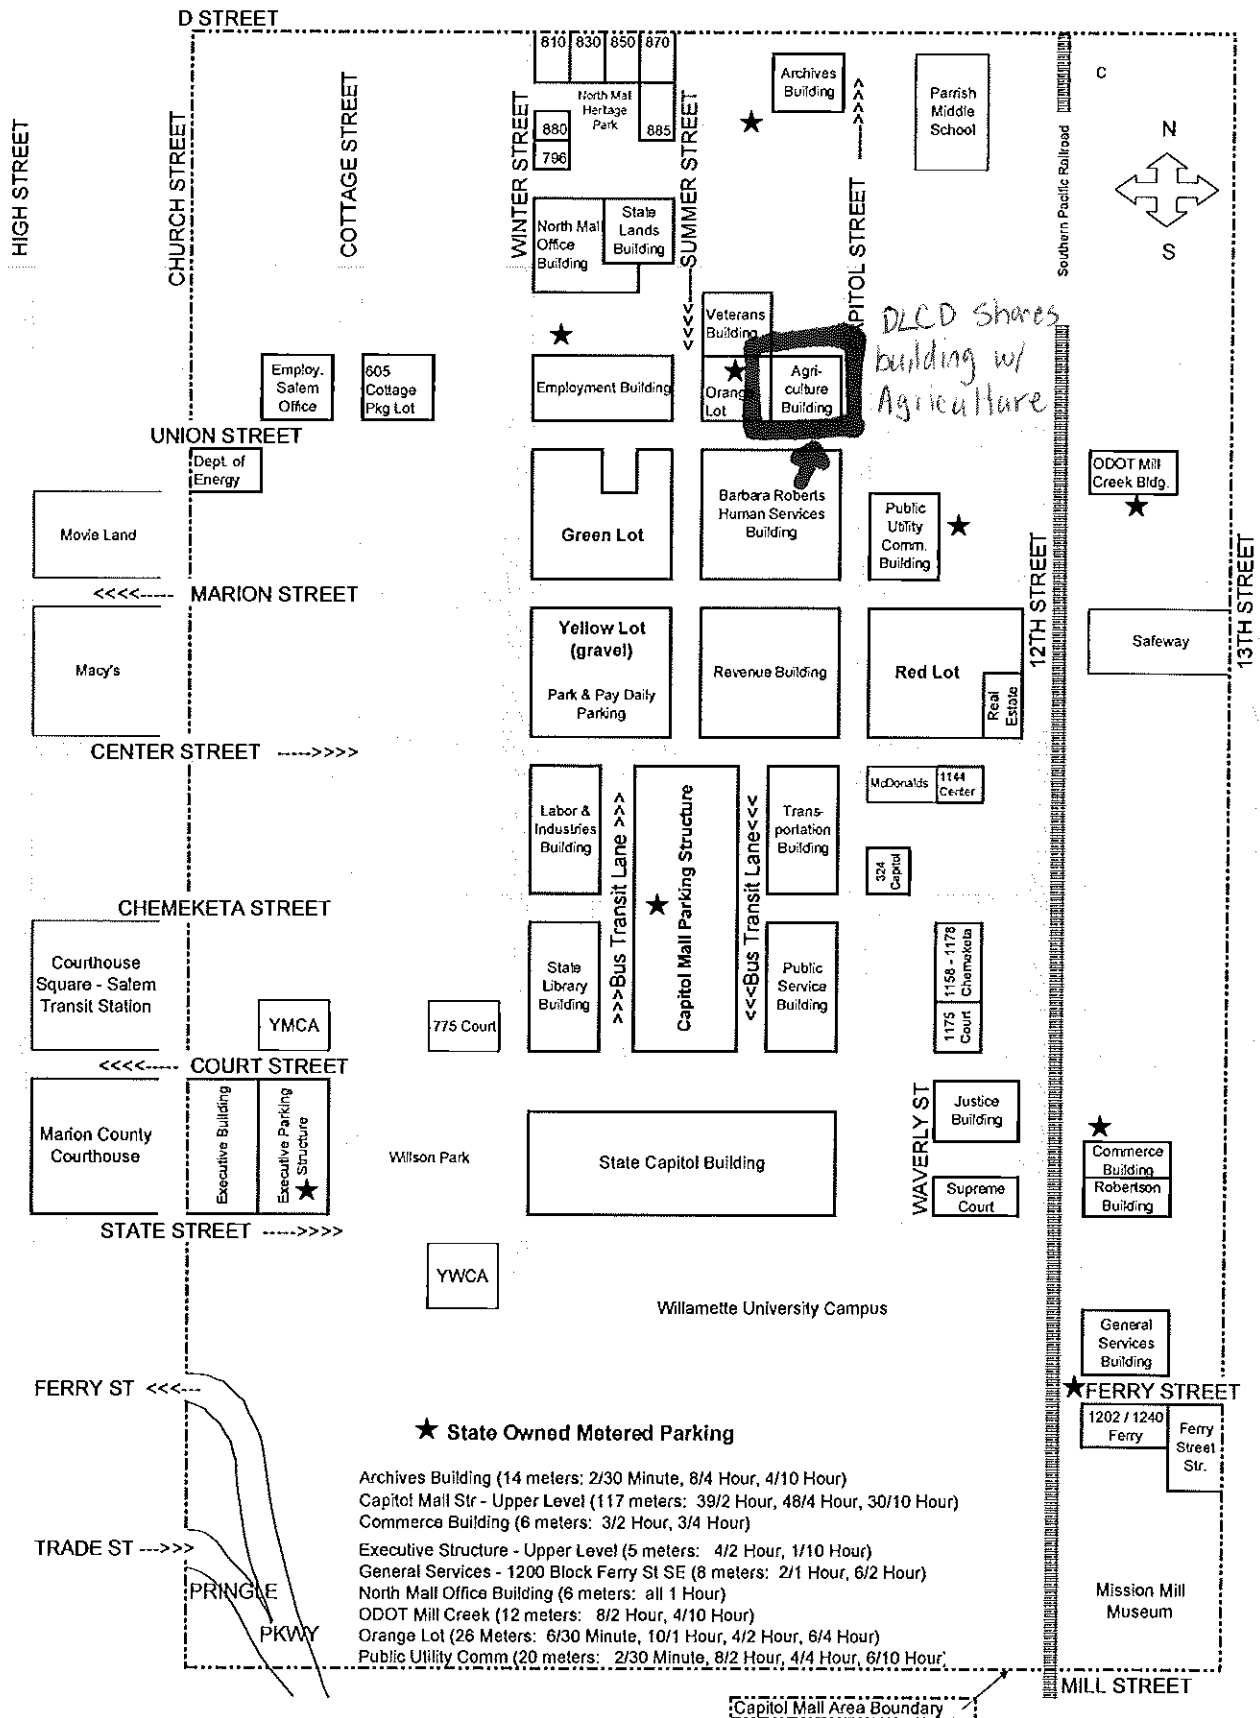 D STREET
810 830 850 870
Archives
Building
C
Parrish
Middle
School
North Mall
Heritage
Park
880
885
796
N
S
HIGH STREET
CHURCH STREET
COTTAGE STREET
WINTER STREET
SUMMER STREET
CAPITOL STREET
Southern Pacific Railroad
----->>>>
North Mall
Office
Building
State
Lands
Building
-----<<<<
Veterans
Building
DLCD shares
building w/
Agriculture
Employ.
Salem
Office
605
Cottage
Pkg Lot
Employment Building
Orange
Lot
Agri-
culture
Building
UNION STREET
Dept. of
Energy
Movie Land
Green Lot
Barbara Roberts
Human Services
Building
Public
Utility
Comm.
Building
ODOT Mill
Creek Bldg.
<<<<----- MARION STREET
12TH STREET
13TH STREET
Macy's
Yellow Lot
(gravel)
Park & Pay Daily
Parking
Revenue Building
Red Lot
Real
Estate
Safeway
CENTER STREET ----->>>>
Labor &
Industries
Building
>>>Bus Transit Lane >>>
Capitol Mall Parking Structure
<<<Bus Transit Lane<<<
Trans-
portation
Building
McDonalds
1144
Center
324
Capitol
CHEMEKETA STREET
Courthouse
Square - Salem
Transit Station
YMCA
775 Court
State
Library
Building
Public
Service
Building
1158 - 1178
Chemeketa
1175
Court
<<<<----- COURT STREET
Marion County
Courthouse
Executive Building
Executive Parking
Structure
Willson Park
State Capitol Building
WAVERLY ST
Justice
Building
Supreme
Court
Commerce
Building
Robertson
Building
STATE STREET ----->>>>
YWCA
Willamette University Campus
General
Services
Building
FERRY ST <<<---
FERRY STREET
1202 / 1240
Ferry
Ferry
Street
Str.
★ State Owned Metered Parking
Archives Building (14 meters: 2/30 Minute, 8/4 Hour, 4/10 Hour)
Capitol Mall Str - Upper Level (117 meters: 39/2 Hour, 48/4 Hour, 30/10 Hour)
Commerce Building (6 meters: 3/2 Hour, 3/4 Hour)
Executive Structure - Upper Level (5 meters: 4/2 Hour, 1/10 Hour)
General Services - 1200 Block Ferry St SE (8 meters: 2/1 Hour, 6/2 Hour)
North Mall Office Building (6 meters: all 1 Hour)
ODOT Mill Creek (12 meters: 8/2 Hour, 4/10 Hour)
Orange Lot (26 Meters: 6/30 Minute, 10/1 Hour, 4/2 Hour, 6/4 Hour)
Public Utility Comm (20 meters: 2/30 Minute, 8/2 Hour, 4/4 Hour, 6/10 Hour)
TRADE ST --->>>
PRINGLE
PKWY
Mission Mill
Museum
MILL STREET
Capitol Mall Area Boundary